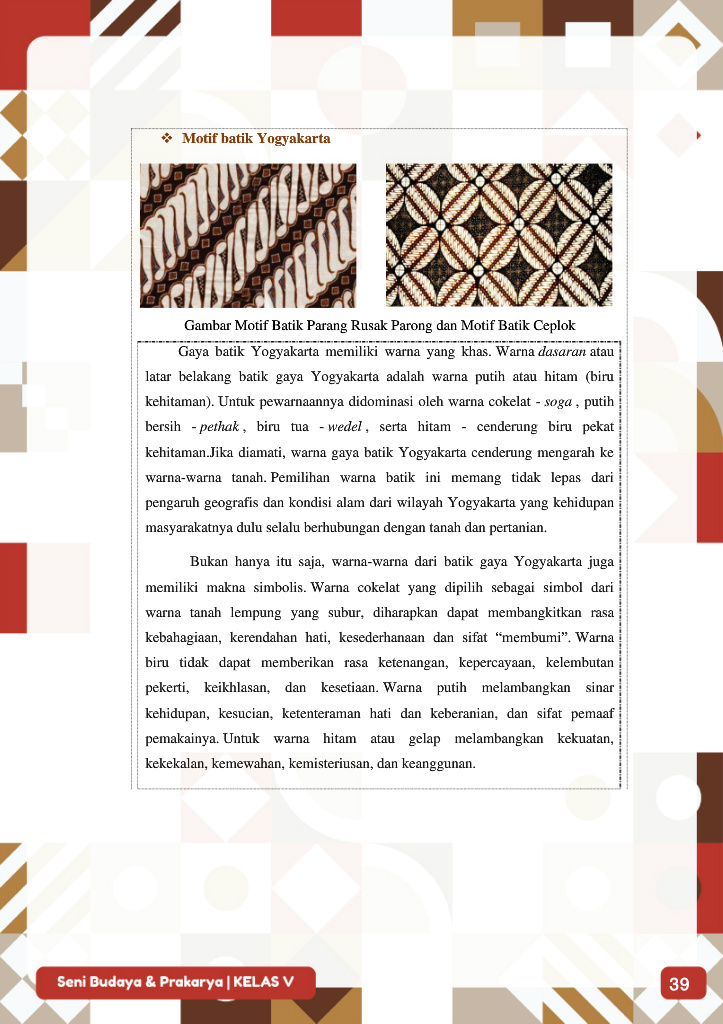 ❖ Motif batik Yogyakarta
Gambar Motif Batik Parang Rusak Parong dan Motif Batik Ceplok
Gaya batik Yogyakarta memiliki warna yang khas. Warna dasaran atau
latar belakang batik gaya Yogyakarta adalah warna putih atau hitam (biru
kehitaman). Untuk pewarnaannya didominasi oleh warna cokelat - soga , putih
bersih - pethak , biru tua - wedel , serta hitam - cenderung biru pekat
kehitaman.Jika diamati, warna gaya batik Yogyakarta cenderung mengarah ke
warna-warna tanah. Pemilihan warna batik ini memang tidak lepas dari
pengaruh geografis dan kondisi alam dari wilayah Yogyakarta yang kehidupan
masyarakatnya dulu selalu berhubungan dengan tanah dan pertanian.
Bukan hanya itu saja, warna-warna dari batik gaya Yogyakarta juga
memiliki makna simbolis. Warna cokelat yang dipilih sebagai simbol dari
warna tanah lempung yang subur, diharapkan dapat membangkitkan rasa
kebahagiaan, kerendahan hati, kesederhanaan dan sifat “membumi”. Warna
biru tidak dapat memberikan rasa ketenangan, kepercayaan, kelembutan
pekerti, keikhlasan, dan kesetiaan. Warna putih melambangkan sinar
kehidupan, kesucian, ketenteraman hati dan keberanian, dan sifat pemaaf
pemakainya. Untuk warna hitam atau gelap melambangkan kekuatan,
kekekalan, kemewahan, kemisteriusan, dan keanggunan.
Seni Budaya & Prakarya | KELAS V
39